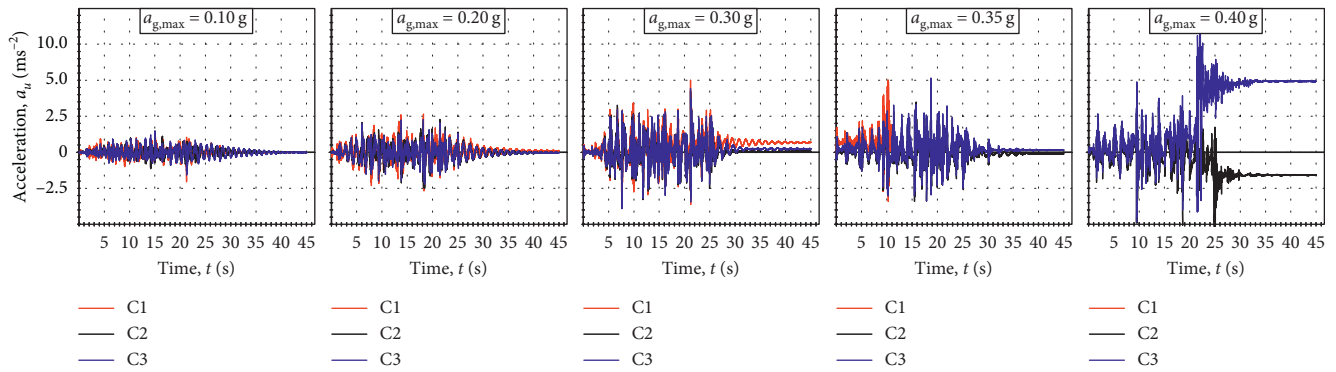 a_g,max = 0.10 g
a_g,max = 0.20 g
a_g,max = 0.30 g
a_g,max = 0.35 g
a_g,max = 0.40 g
Acceleration, a_u (ms⁻²)
10.0
5.0
2.5
0
−2.5
0 5 10 15 20 25 30 35 40 45
0 5 10 15 20 25 30 35 40 45
0 5 10 15 20 25 30 35 40 45
0 5 10 15 20 25 30 35 40 45
0 5 10 15 20 25 30 35 40 45
Time, t (s)
Time, t (s)
Time, t (s)
Time, t (s)
Time, t (s)
C1
C2
C3
C1
C2
C3
C1
C2
C3
C1
C2
C3
C1
C2
C3